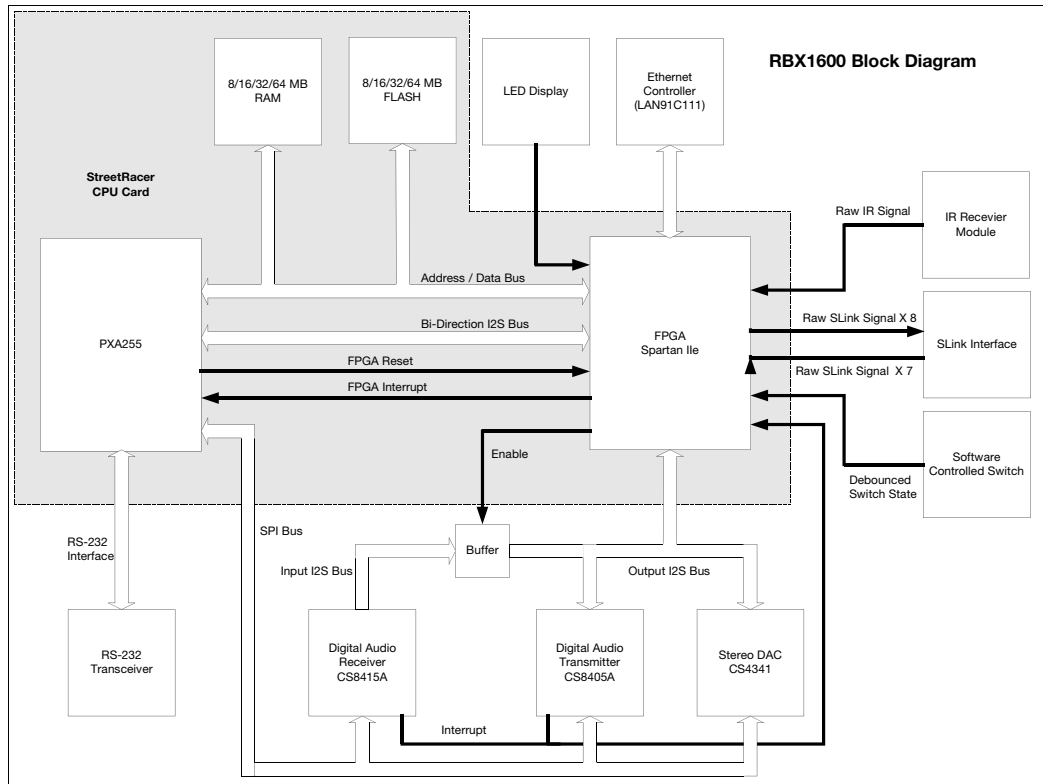 RBX1600 Block Diagram
8/16/32/64 MB
RAM
8/16/32/64 MB
FLASH
LED Display
Ethernet
Controller
(LAN91C111)
StreetRacer
CPU Card
Raw IR Signal
IR Recevier
Module
Address / Data Bus
Bi-Direction I2S Bus
PXA255
FPGA
Spartan IIe
Raw SLink Signal X 8
SLink Interface
Raw SLink Signal X 7
FPGA Reset
FPGA Interrupt
Enable
Software
Controlled Switch
Debounced
Switch State
SPI Bus
RS-232
Interface
Buffer
Input I2S Bus
Output I2S Bus
RS-232
Transceiver
Digital Audio
Receiver
CS8415A
Digital Audio
Transmitter
CS8405A
Stereo DAC
CS4341
Interrupt